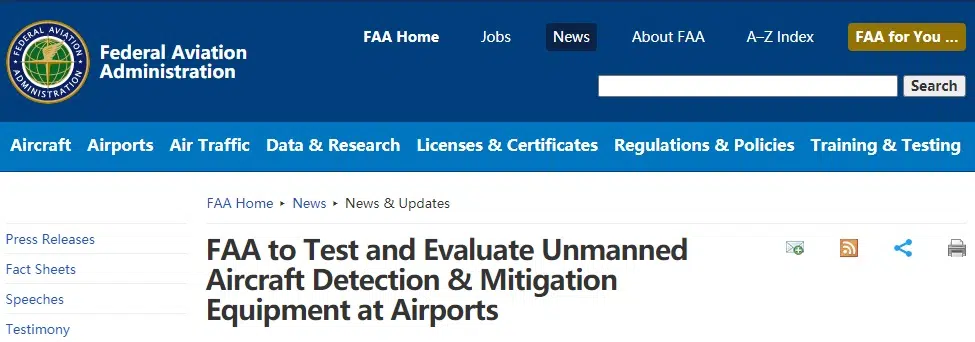 FEDERAL AVIATION
ADMINISTRATION
Federal Aviation
Administration
FAA Home Jobs News About FAA A–Z Index FAA for You ...
Search
Aircraft Airports Air Traffic Data & Research Licenses & Certificates Regulations & Policies Training & Testing
FAA Home ▸ News ▸ News & Updates
Press Releases
Fact Sheets
Speeches
Testimony
FAA to Test and Evaluate Unmanned
Aircraft Detection & Mitigation
Equipment at Airports